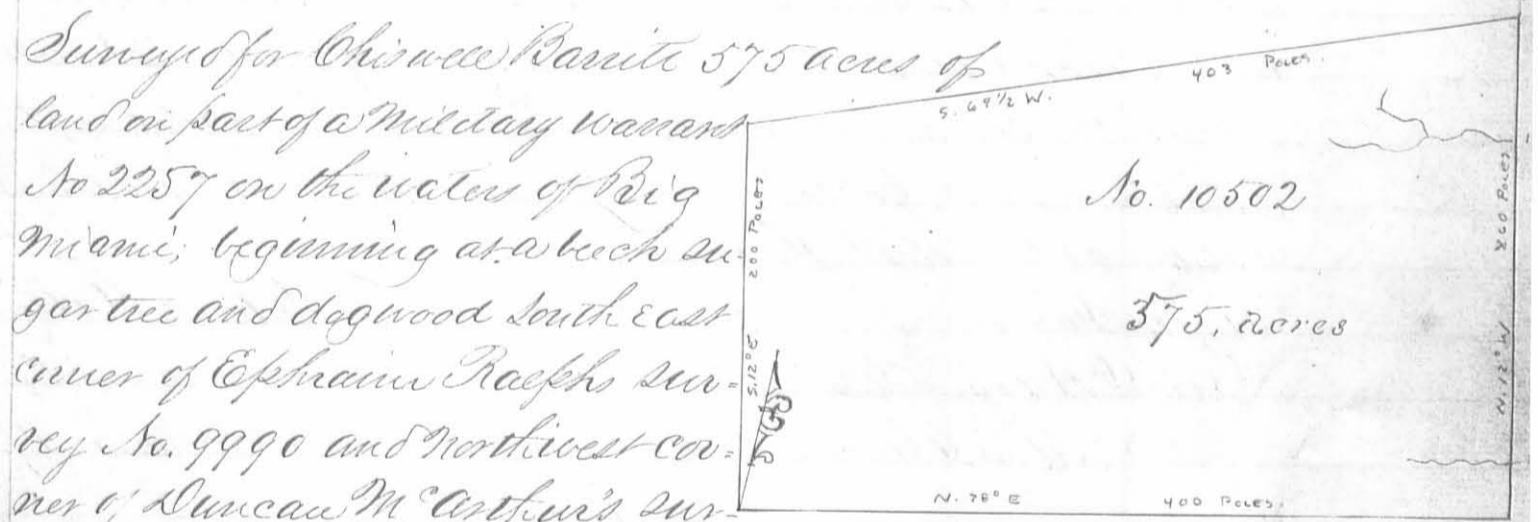 Surveyed for Chiswell Barrite 575 acres of
land on part of a Military warrant
No 2257 on the waters of Big
Miami; beginning at a beech su-
gar tree and dogwood South East
corner of Ephraim Ralphs sur=
vey No. 9990 and Northwest cor=
ner of Duncan McArthur's sur-
S. 69½ W.
403 Poles.
200 Poles
S. 12° E
No. 10502
575, acres
260 Poles
N. 12° W
N. 78° E
400 Poles.